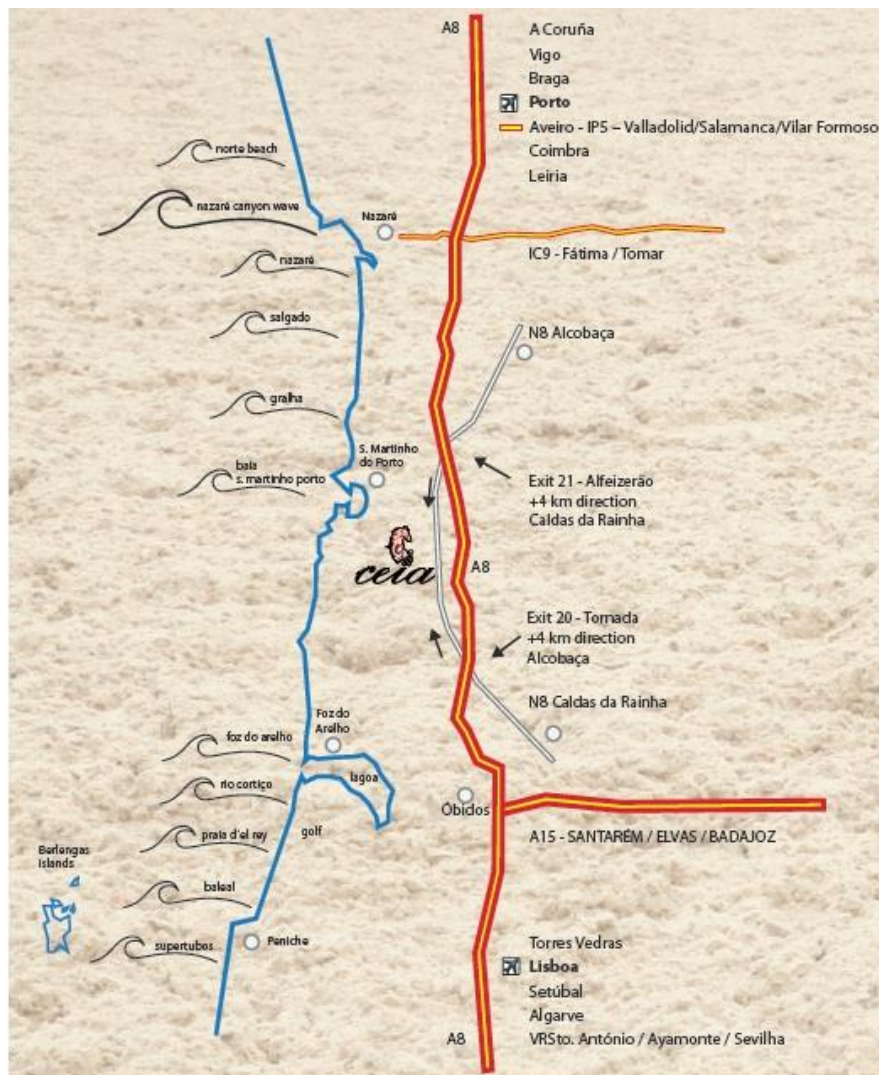 A8
A Coruña
Vigo
Braga
Porto
Aveiro - IP5 – Valladolid/Salamanca/Vilar Formoso
Coimbra
Leiria
norte beach
nazaré canyon wave
Nazaré
nazaré
IC9 - Fátima / Tomar
salgado
N8 Alcobaça
gralha
S. Martinho
do Porto
baia
s. martinho porto
Exit 21 - Alfeizerão
+4 km direction
Caldas da Rainha
ceia
A8
Exit 20 - Tornada
+4 km direction
Alcobaça
N8 Caldas da Rainha
Foz do
Arelho
foz do arelho
lagoa
rio cortiço
Óbidos
golf
praia d'el rey
A15 - SANTARÉM / ELVAS / BADAJOZ
Berlengas
islands
baleal
Peniche
supertubos
Torres Vedras
Lisboa
Setúbal
Algarve
VRSto. António / Ayamonte / Sevilha
A8